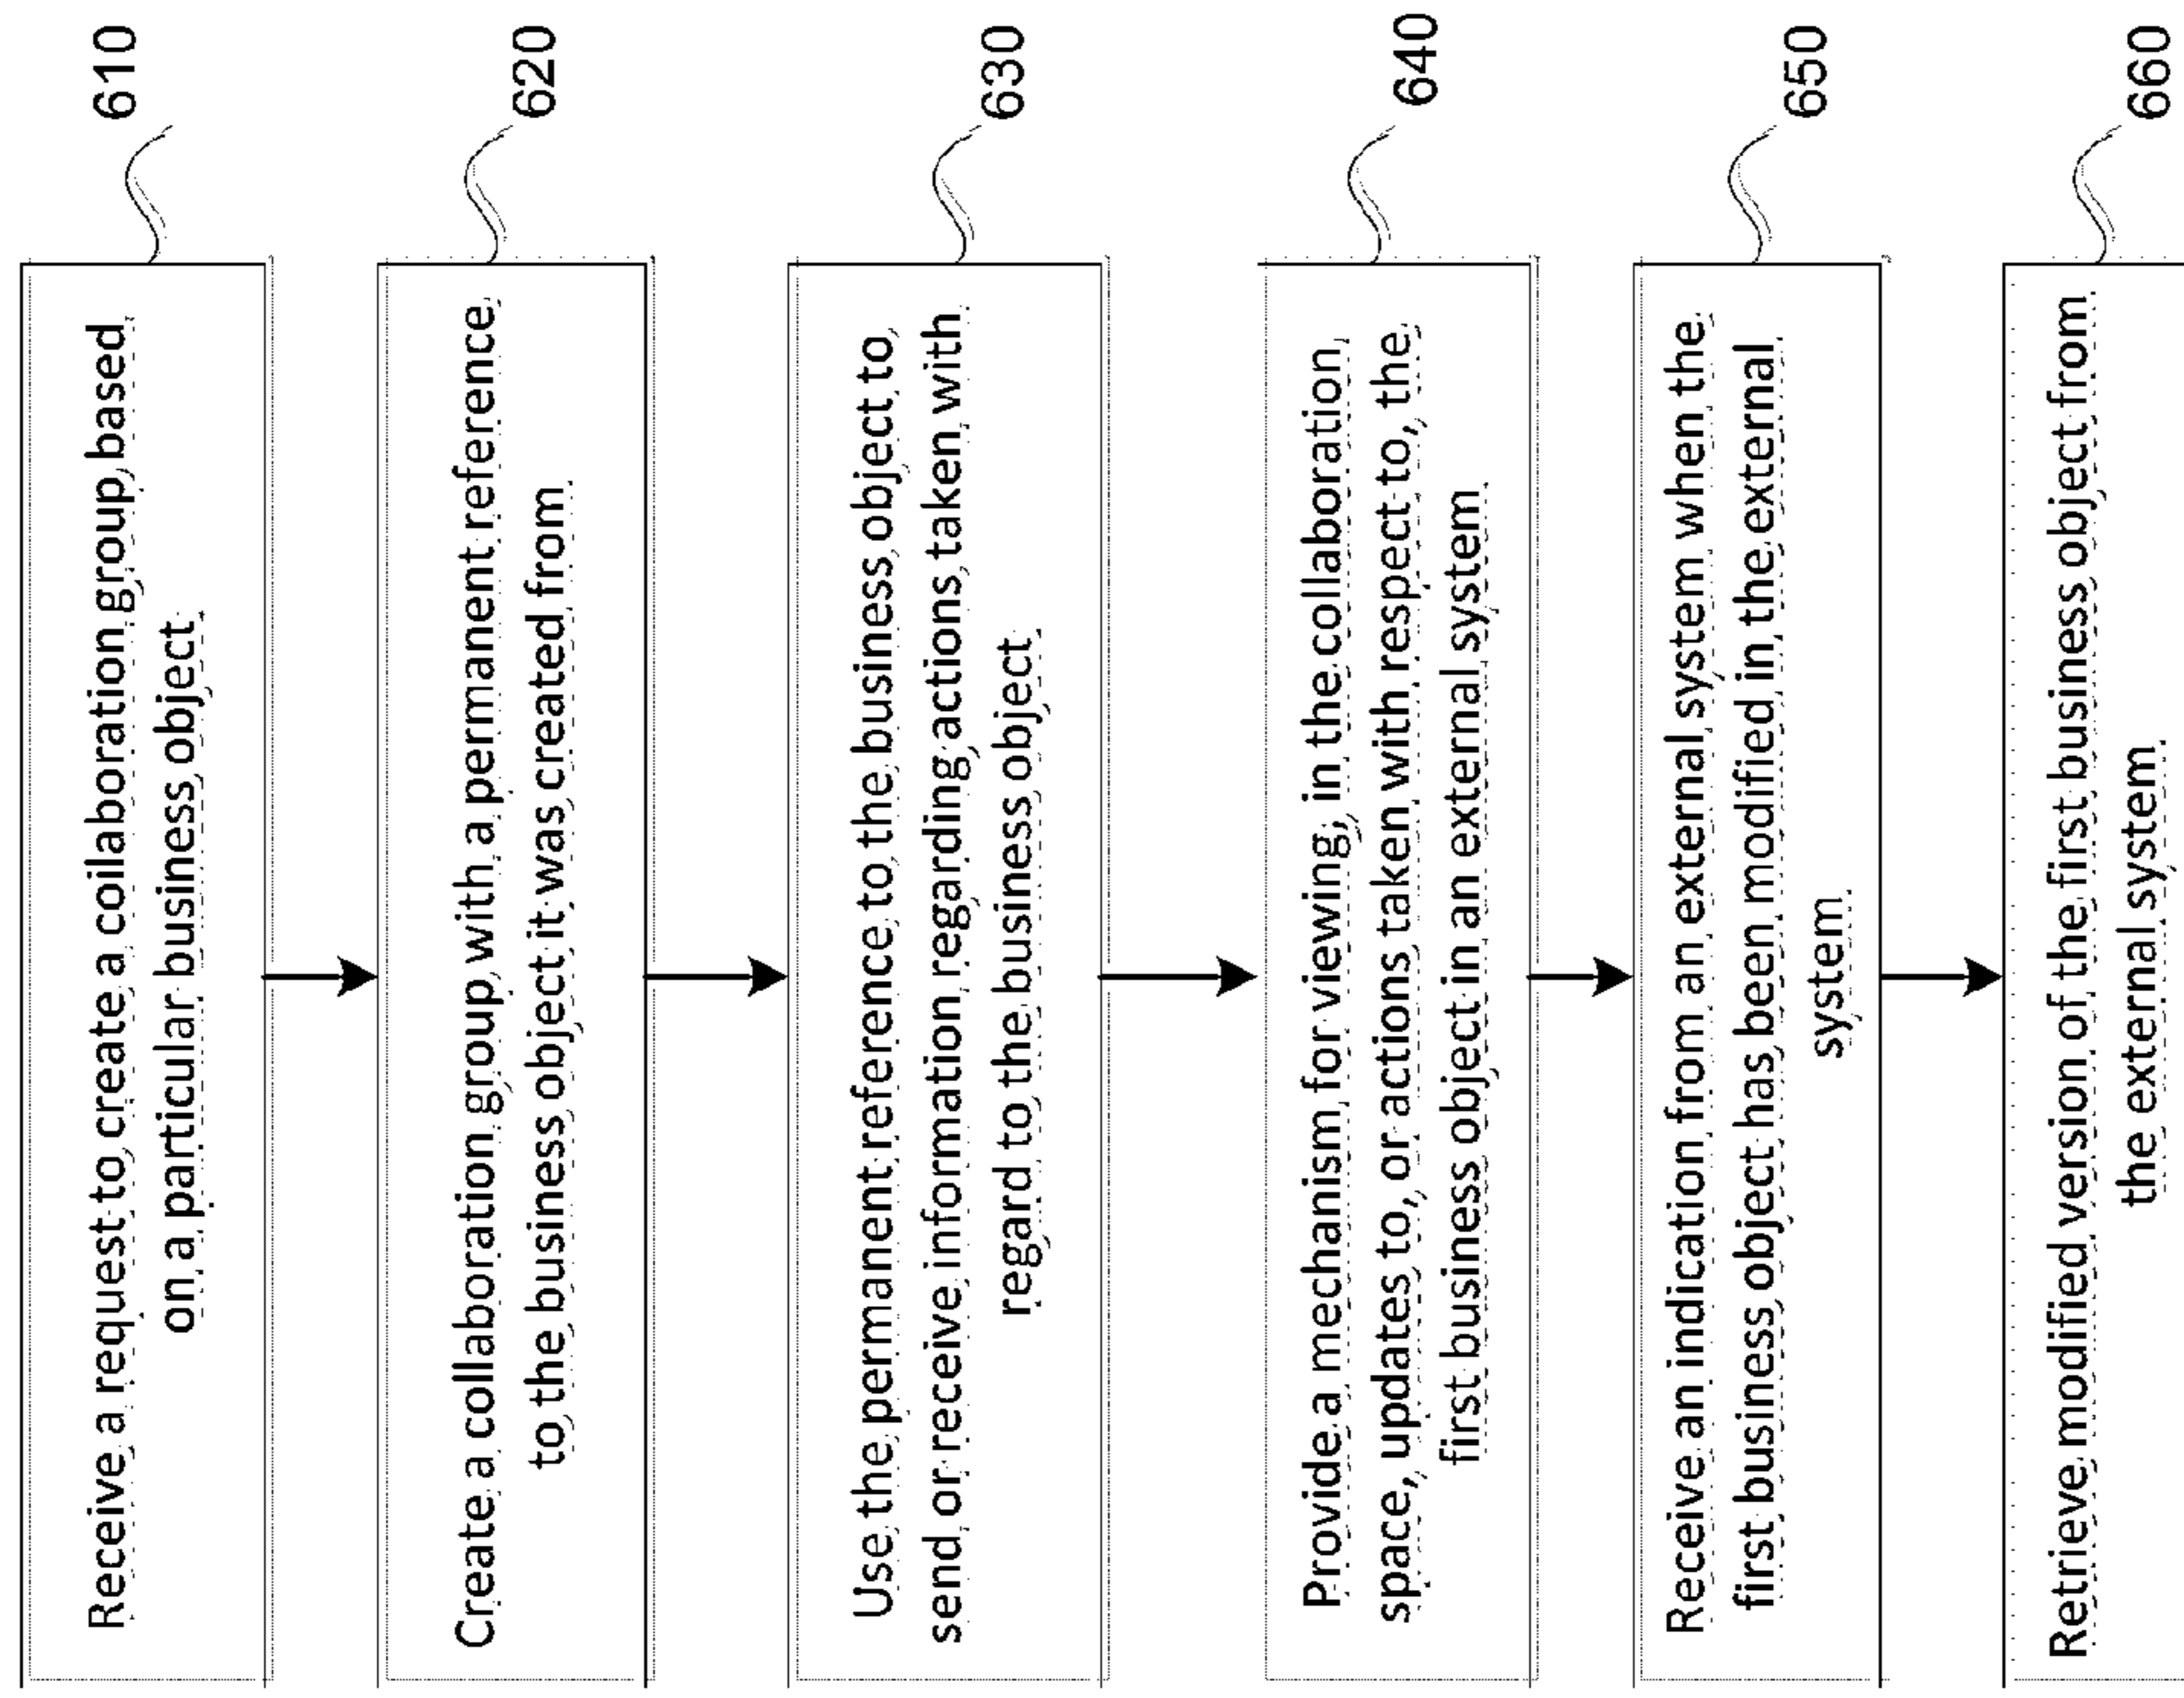 Receive a request to create a collaboration group based
on a particular business object
610
Create a collaboration group with a permanent reference
to the business object it was created from
620
Use the permanent reference to the business object to
send or receive information regarding actions taken with
regard to the business object
630
Provide a mechanism for viewing, in the collaboration
space, updates to, or actions taken with respect to, the
first business object in an external system
640
Receive an indication from an external system when the
first business object has been modified in the external
system
650
Retrieve modified version of the first business object from
the external system
660